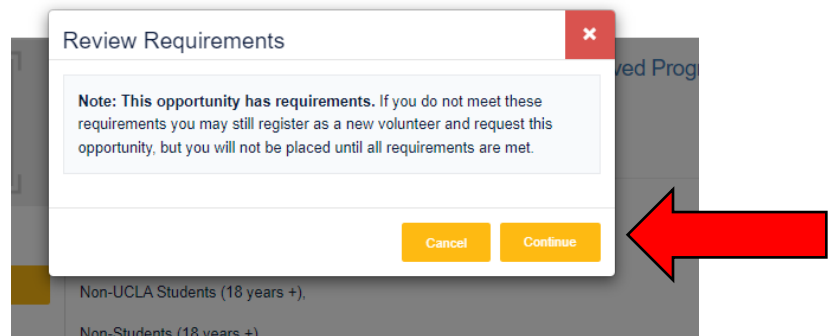 Review Requirements
×
ved Prog
Note: This opportunity has requirements. If you do not meet these
requirements you may still register as a new volunteer and request this
opportunity, but you will not be placed until all requirements are met.
Cancel Continue
Non-UCLA Students (18 years +),
Non-Students (18 years +)